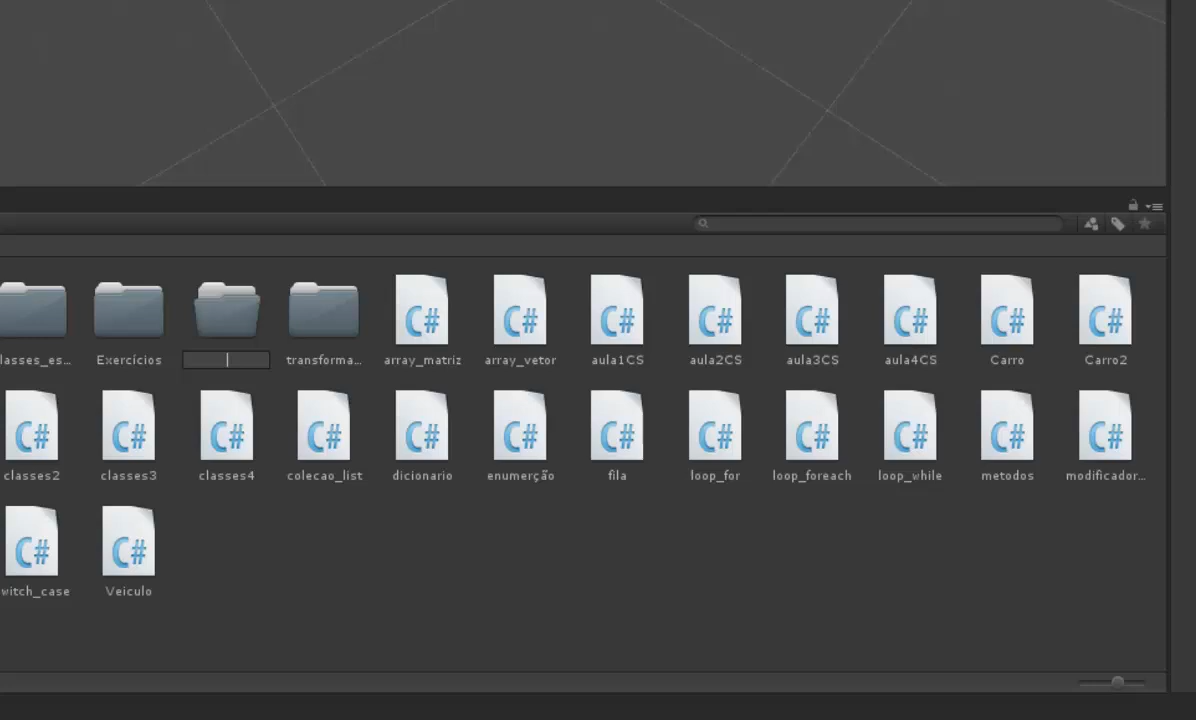 lasses_es... Exercícios transforma... array_matriz array_vetor aula1CS aula2CS aula3CS aula4CS Carro Carro2
classes2 classes3 classes4 colecao_list dicionario enumerção fila loop_for loop_foreach loop_while metodos modificador...
witch_case Veiculo